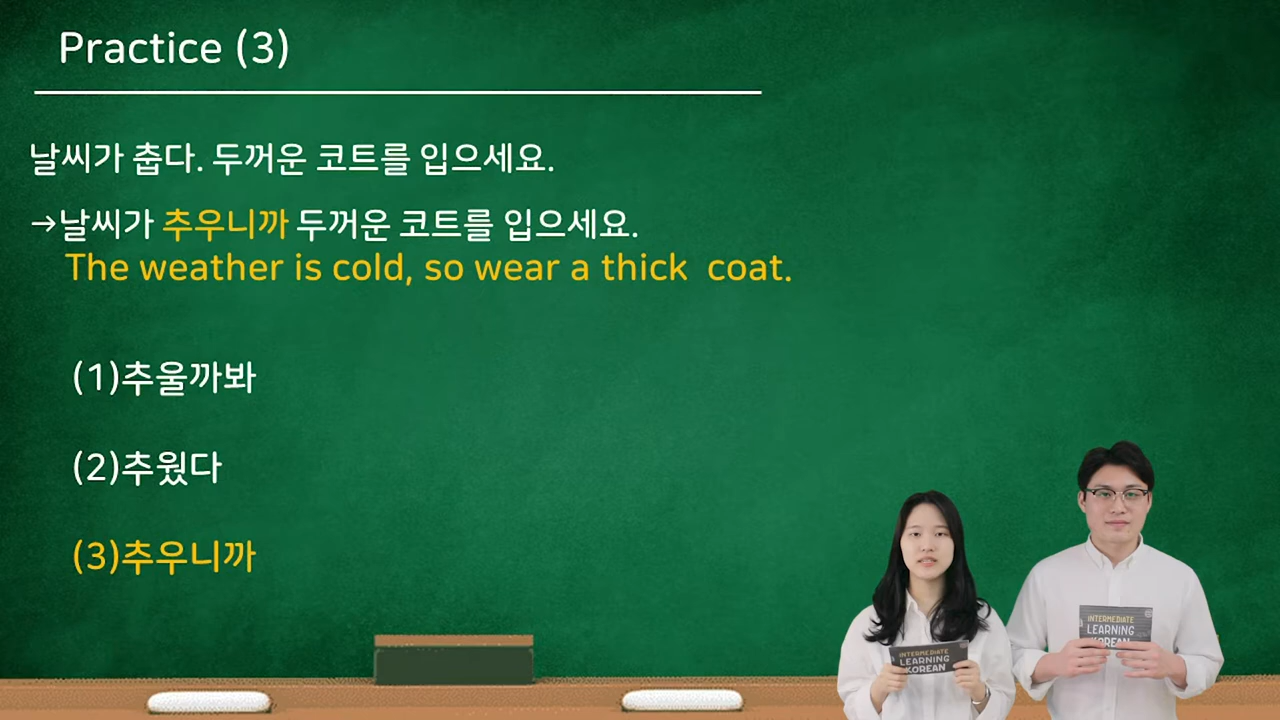 Practice (3)
날씨가 춥다. 두꺼운 코트를 입으세요.
→날씨가 추우니까 두꺼운 코트를 입으세요.
The weather is cold, so wear a thick coat.
(1)추울까봐
(2)추웠다
(3)추우니까
INTERMEDIATE
LEARNING
KOREAN
INTERMEDIATE
LEARNING
KOREAN